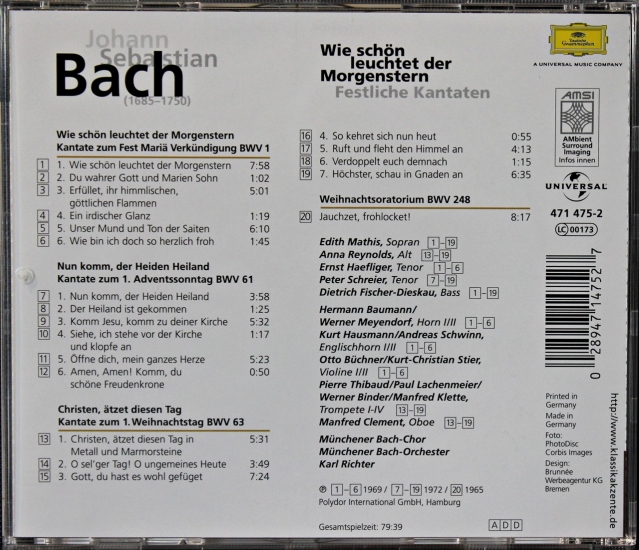 Johann
Sebastian
Bach
(1685–1750)
Wie schön leuchtet der Morgenstern
Kantate zum Fest Mariä Verkündigung BWV 1
1 1. Wie schön leuchtet der Morgenstern 7:58
2 2. Du wahrer Gott und Marien Sohn 1:02
3 3. Erfüllet, ihr himmlischen, 5:01
göttlichen Flammen
4 4. Ein irdischer Glanz 1:19
5 5. Unser Mund und Ton der Saiten 6:10
6 6. Wie bin ich doch so herzlich froh 1:45
Nun komm, der Heiden Heiland
Kantate zum 1. Adventssonntag BWV 61
7 1. Nun komm, der Heiden Heiland 3:58
8 2. Der Heiland ist gekommen 1:25
9 3. Komm Jesu, komm zu deiner Kirche 5:32
10 4. Siehe, ich stehe vor der Kirche 1:17
und klopfe an
11 5. Öffne dich, mein ganzes Herze 5:23
12 6. Amen, Amen! Komm, du 0:50
schöne Freudenkrone
Christen, ätzet diesen Tag
Kantate zum 1. Weihnachtstag BWV 63
13 1. Christen, ätzet diesen Tag in 5:31
Metall und Marmorsteine
14 2. O sel'ger Tag! O ungemeines Heute 3:49
15 3. Gott, du hast es wohl gefüget 7:24
Wie schön
leuchtet der
Morgenstern
Festliche Kantaten
16 4. So kehret sich nun heut 0:55
17 5. Ruft und fleht den Himmel an 4:13
18 6. Verdoppelt euch demnach 1:15
19 7. Höchster, schau in Gnaden an 6:35
Weihnachtsoratorium BWV 248
20 Jauchzet, frohlocket! 8:17
Edith Mathis, Sopran 1–19
Anna Reynolds, Alt 13–19
Ernst Haefliger, Tenor 1–6
Peter Schreier, Tenor 7–19
Dietrich Fischer-Dieskau, Bass 1–19
Hermann Baumann/
Werner Meyendorf, Horn I/II 1–6
Kurt Hausmann/Andreas Schwinn,
Englischhorn I/II 1–6
Otto Büchner/Kurt-Christian Stier,
Violine I/II 1–6
Pierre Thibaud/Paul Lachenmeier/
Werner Binder/Manfred Klette,
Trompete I-IV 13–19
Manfred Clement, Oboe 13–19
Münchener Bach-Chor
Münchener Bach-Orchester
Karl Richter
℗ 1–6 1969 / 7–19 1972 / 20 1965
Polydor International GmbH, Hamburg
Gesamtspielzeit: 79:39
ADD
Deutsche
Grammophon
A UNIVERSAL MUSIC COMPANY
AMSI
AMbient
Surround
Imaging
Infos innen
UNIVERSAL
471 475-2
LC 00173
0 28947 14752 7
Printed in
Germany
Made in
Germany
Foto:
PhotoDisc
Corbis Images
Design:
Brunnée
Werbeagentur KG
Bremen
http://www.klassikakzente.de